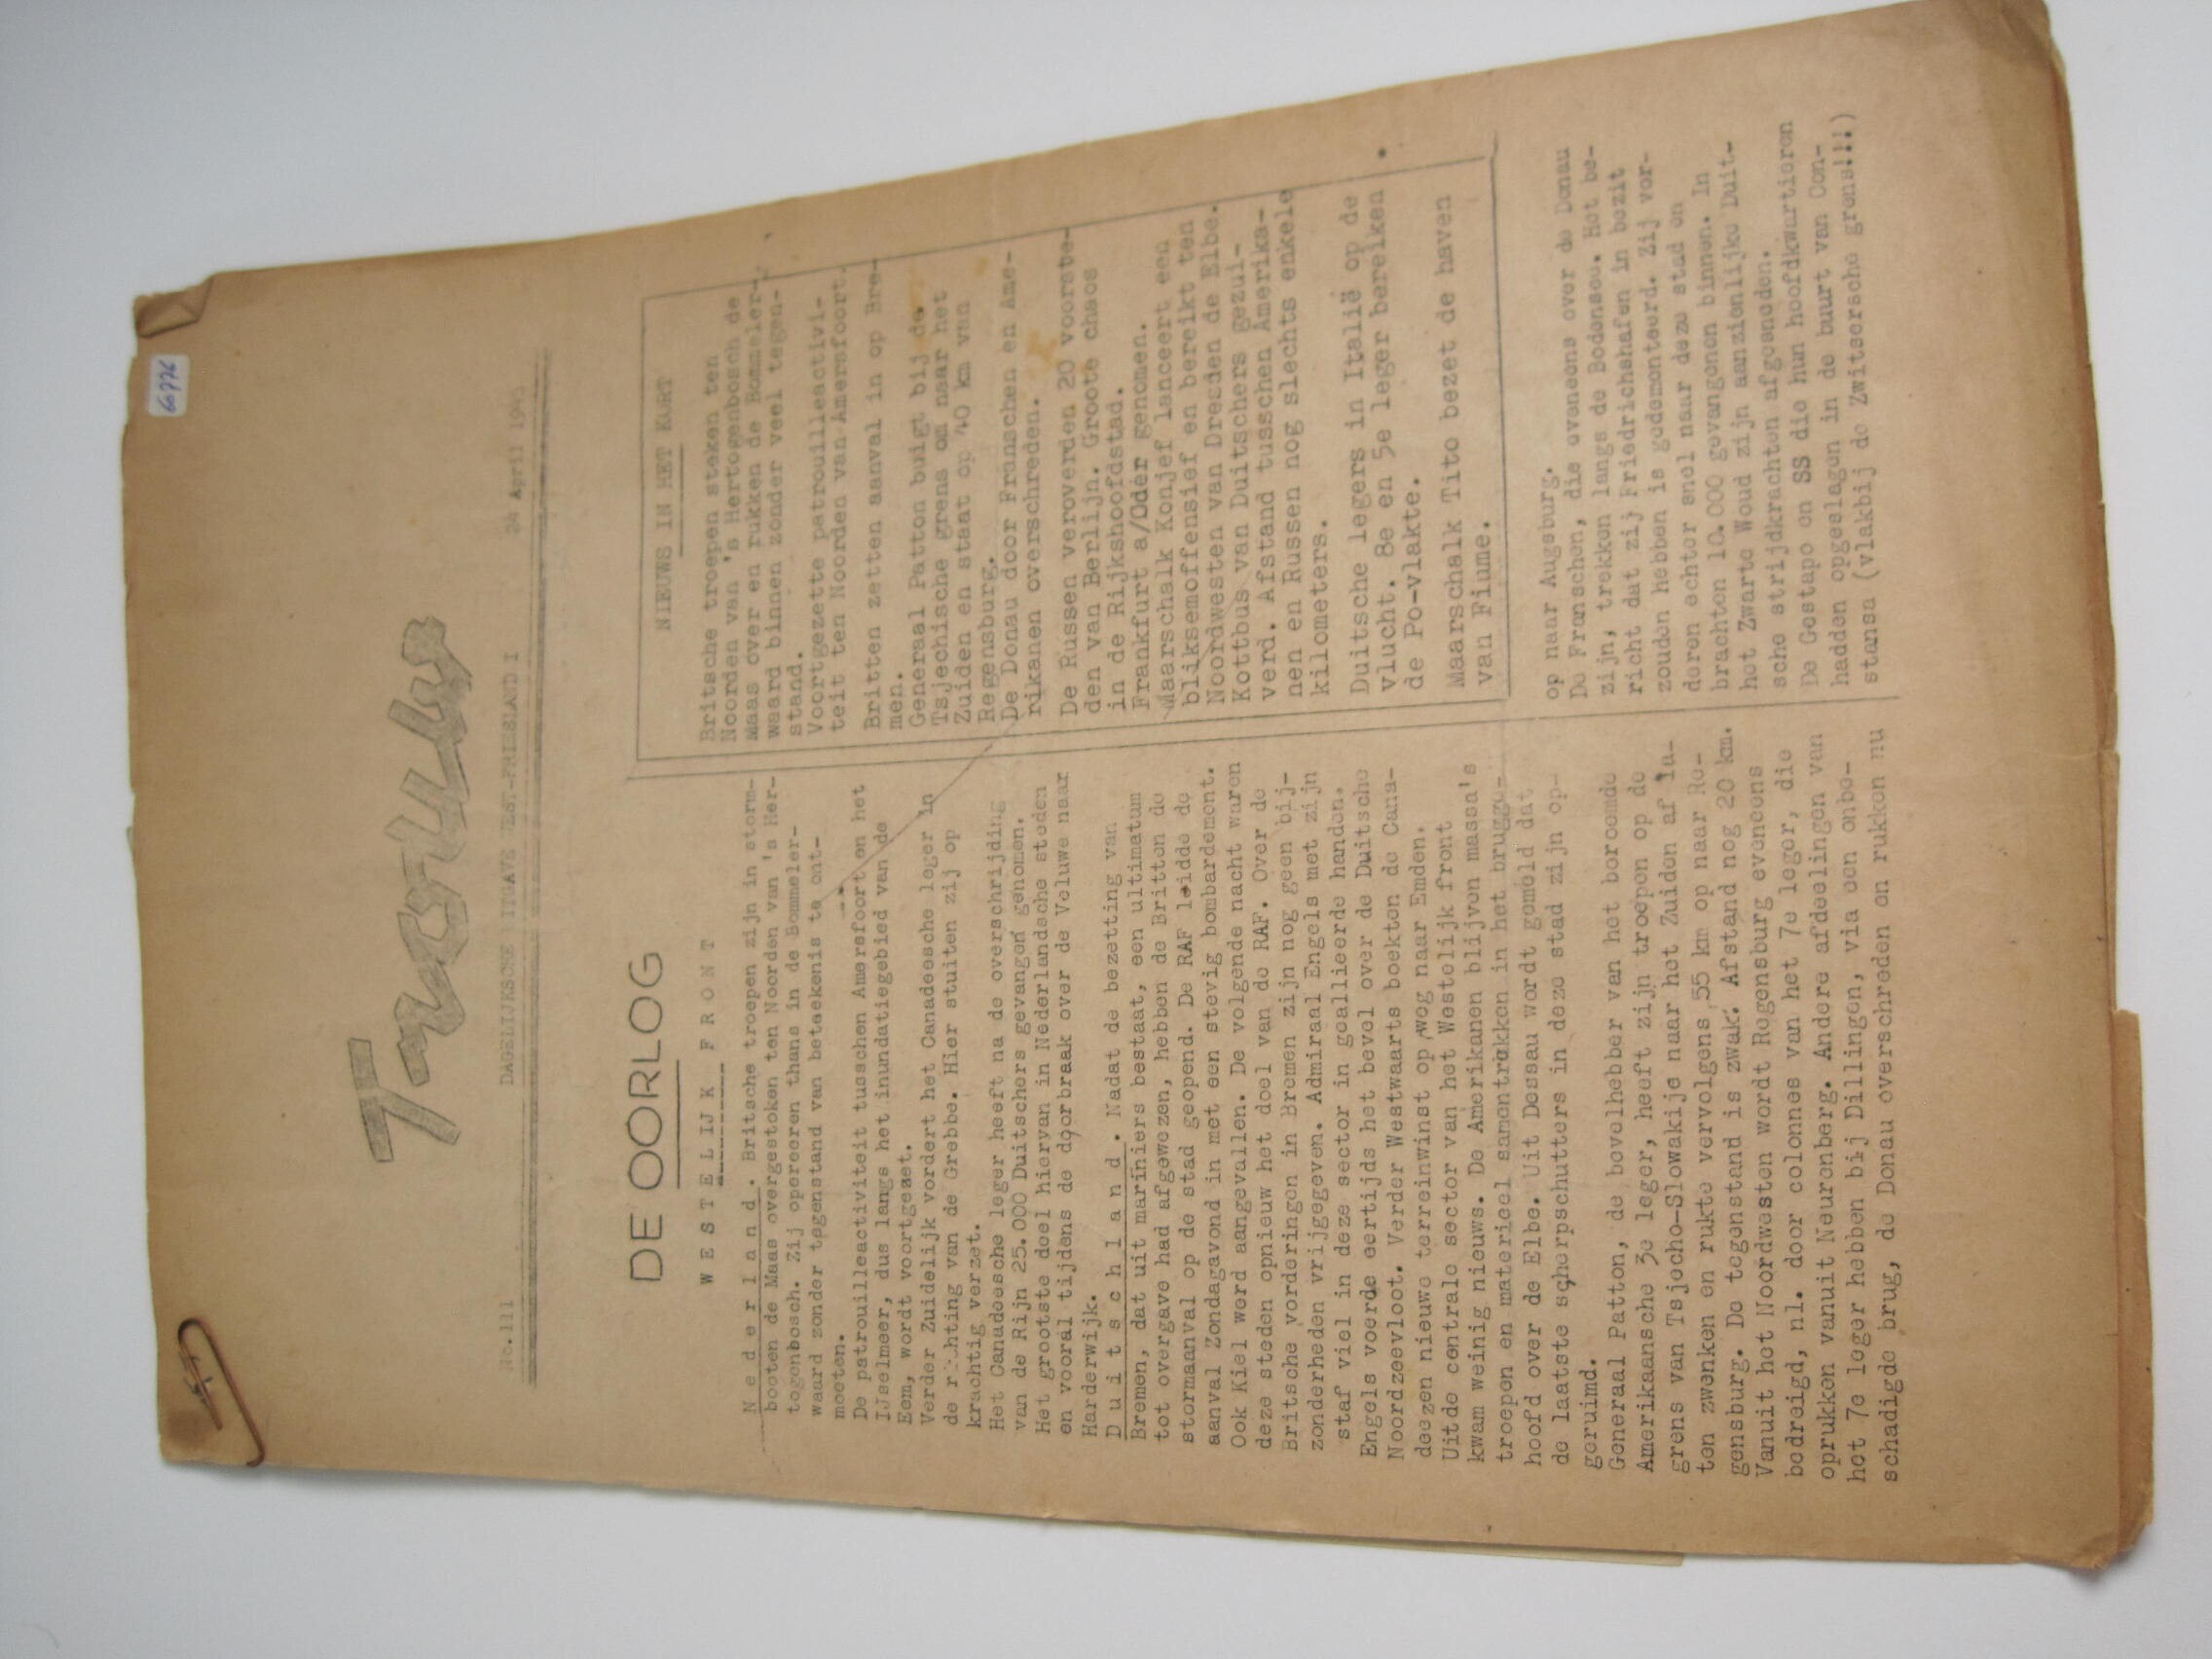 60776
Trouw
No.111 DAGELIJKSCHE UITGAVE WEST-FRIESLAND I 24 April 1945
DE OORLOG
WESTELIJK FRONT
Nederland. Britsche troepen zijn in storm-
booten de Maas overgestoken ten Noorden van 's Her-
togenbosch. Zij opereeren thans in de Bommeler-
waard zonder tegenstand van beteekenis te ont-
moeten.
De patrouilleactiviteit tusschen Amersfoort en het
IJselmeer, dus langs het inundatiegebied van de
Eem, wordt voortgezet.
Verder Zuidelijk vordert het Canadeesche leger in
de richting van de Grebbe. Hier stuiten zij op
krachtig verzet.
Het Canadeesche leger heeft na de overschrijding
van de Rijn 25.000 Duitschers gevangen genomen.
Het grootste deel hiervan in Nederlandsche steden
en vooral tijdens de doorbraak over de Veluwe naar
Harderwijk.
Duitschland. Nadat de bezetting van
Bremen, dat uit mariniers bestaat, een ultimatum
tot overgave had afgewezen, hebben de Britten de
stormaanval op de stad geopend. De RAF leidde de
aanval Zondagavond in met een stevig bombardement.
Ook Kiel werd aangevallen. De volgende nacht waren
deze steden opnieuw het doel van de RAF. Over de
Britsche vorderingen in Bremen zijn nog geen bij-
zonderheden vrijgegeven. Admiraal Engels met zijn
staf viel in deze sector in geallieerde handen.
Engels voerde eertijds het bevel over de Duitsche
Noordzeevloot. Verder Westwaarts boekten de Cana-
deezen nieuwe terreinwinst op weg naar Emden.
Uitde centrale sector van het Westelijk front
kwam weinig nieuws. De Amerikanen blijven massa's
troepen en materieel samentrekken in het brugge-
hoofd over de Elbe. Uit Dessau wordt gemeld dat
de laatste scherpschutters in deze stad zijn op-
geruimd.
Generaal Patton, de bevelhebber van het beroemde
Amerikaansche 3e leger, heeft zijn troepen op de
grens van Tsjecho-Slowakije naar het Zuiden af la-
ten zwenken en rukte vervolgens 55 km op naar Re-
gensburg. De tegenstand is zwak. Afstand nog 20 km.
Vanuit het Noordwesten wordt Regensburg eveneens
bedreigd, nl. door colonnes van het 7e leger, die
oprukken vanuit Neurenberg. Andere afdeelingen van
het 7e leger hebben bij Dillingen, via een onbe-
schadigde brug, de Donau overschreden en rukken nu
NIEUWS IN HET KORT
Britsche troepen steken ten
Noorden van 's Hertogenbosch de
Maas over en rukken de Bommeler-
waard binnen zonder veel tegen-
stand.
Voortgezette patrouilleactivi-
teit ten Noorden van Amersfoort.
Britten zetten aanval in op Bre-
men.
Generaal Patton buigt bij de
Tsjechische grens om naar het
Zuiden en staat op 40 km van
Regensburg.
De Donau door Franschen en Ame-
rikanen overschreden.
De Russen veroverden 20 voorste-
den van Berlijn. Groote chaos
in de Rijkshoofdstad.
Frankfurt a/Oder genomen.
Maarschalk Konjef lanceert een
bliksemoffensief en bereikt ten
Noordwesten van Dresden de Elbe.
Kottbus van Duitschers gezui-
verd. Afstand tusschen Amerika-
nen en Russen nog slechts enkele
kilometers.
Duitsche legers in Italië op de
vlucht. 8e en 5e leger bereiken
de Po-vlakte.
Maarschalk Tito bezet de haven
van Fiume.
op naar Augsburg.
De Franschen, die eveneens over de Donau
zijn, trekken langs de Bodensee. Het be-
richt dat zij Friedrichshafen in bezit
zouden hebben is gedemonteerd. Zij vor-
deren echter snel naar deze stad en
brachten 10.000 gevangenen binnen. In
het Zwarte Woud zijn aanzienlijke Duit-
sche strijdkrachten afgesneden.
De Gestapo en SS die hun hoofdkwartieren
hadden opgeslagen in de buurt van Con-
stansa (vlakbij de Zwitsersche grens!!!)